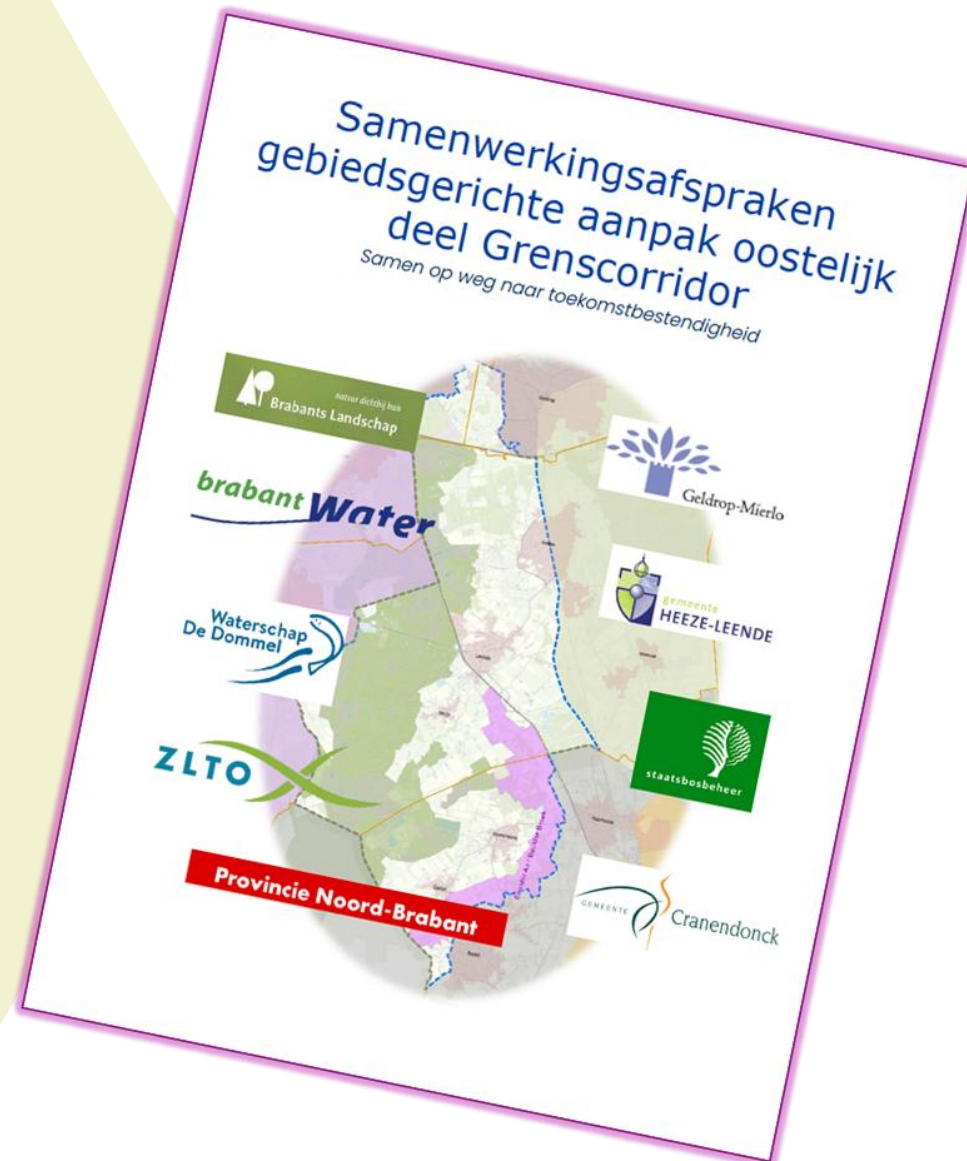 Samenwerkingsafspraken
gebiedsgerichte aanpak oostelijk
deel Grenscorridor
Samen op weg naar toekomstbestendigheid
natuur dichtbij huis
Brabants Landschap
brabant Water
Waterschap
De Dommel
ZLTO
Provincie Noord-Brabant
Geldrop-Mierlo
gemeente
HEEZE-LEENDE
staatsbosbeheer
GEMEENTE
Cranendonck